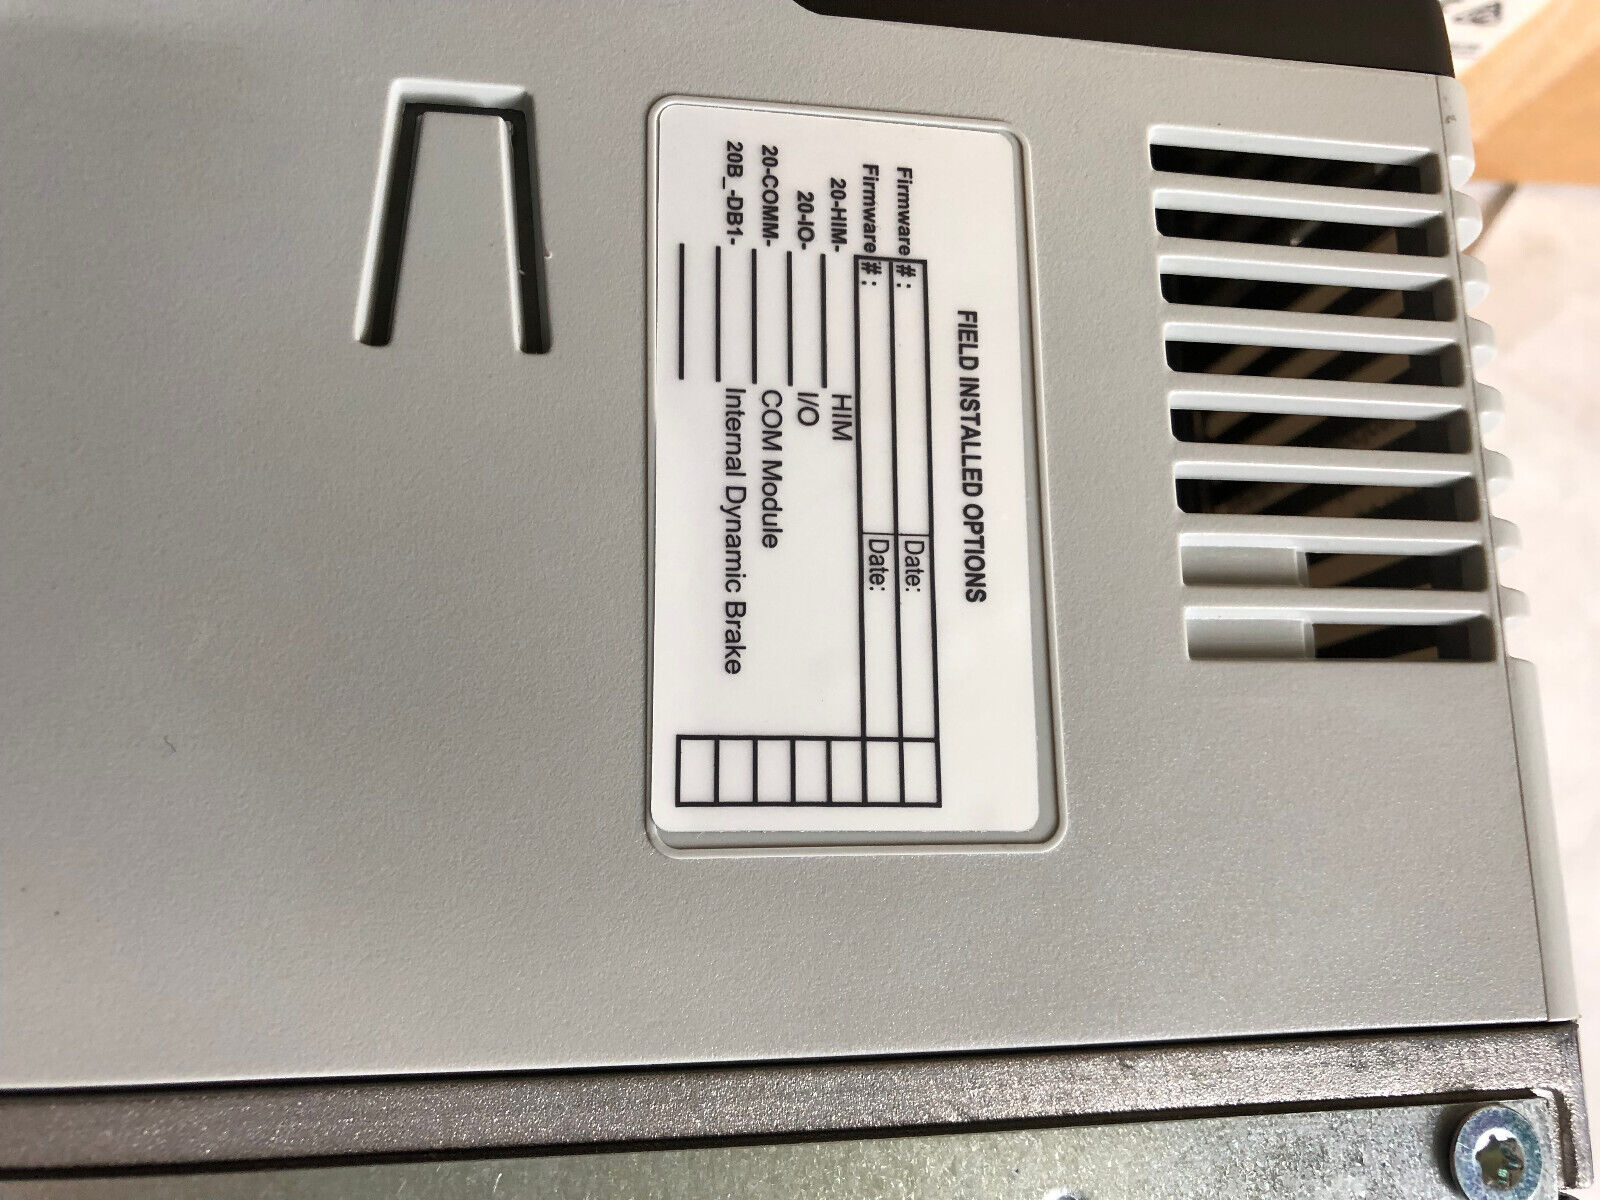 FIELD INSTALLED OPTIONS
Firmware #: Date:
Firmware #: Date:
20-HIM- HIM
20-IO- I/O
20-COMM- COM Module
20B_-DB1- Internal Dynamic Brake